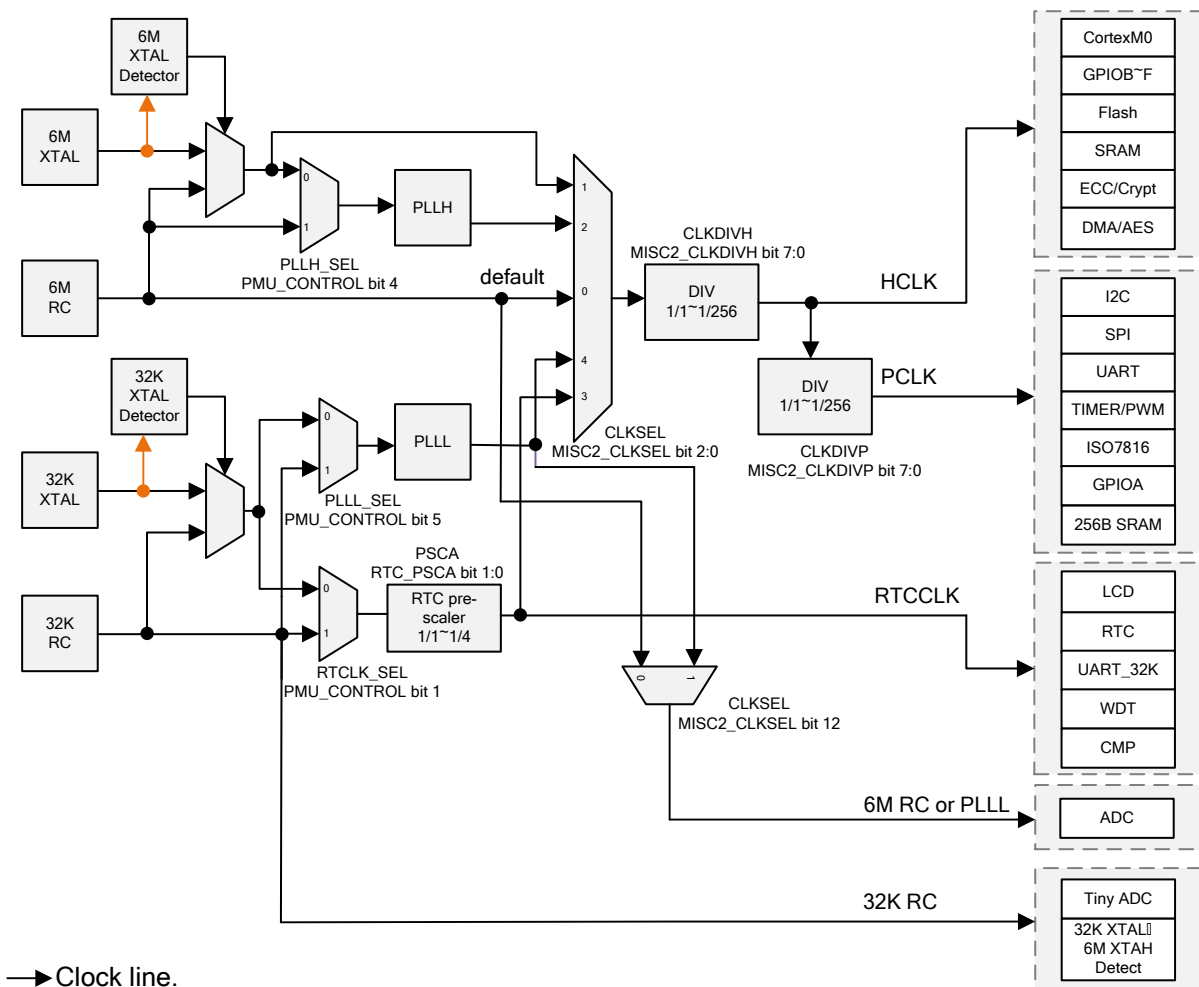 6M
XTAL
Detector
6M
XTAL
6M
RC
0
1
PLLH_SEL
PMU_CONTROL bit 4
PLLH
default
1
2
0
4
3
CLKSEL
MISC2_CLKSEL bit 2:0
CLKDIVH
MISC2_CLKDIVH bit 7:0
DIV
1/1~1/256
HCLK
DIV
1/1~1/256
CLKDIVP
MISC2_CLKDIVP bit 7:0
PCLK
32K
XTAL
Detector
32K
XTAL
32K
RC
0
1
PLLL_SEL
PMU_CONTROL bit 5
PLLL
0
1
RTCLK_SEL
PMU_CONTROL bit 1
PSCA
RTC_PSCA bit 1:0
RTC pre-
scaler
1/1~1/4
RTCCLK
0
1
CLKSEL
MISC2_CLKSEL bit 12
6M RC or PLLL
32K RC
CortexM0
GPIOB~F
Flash
SRAM
ECC/Crypt
DMA/AES
I2C
SPI
UART
TIMER/PWM
ISO7816
GPIOA
256B SRAM
LCD
RTC
UART_32K
WDT
CMP
ADC
Tiny ADC
32K XTAL
6M XTAH
Detect
Clock line.